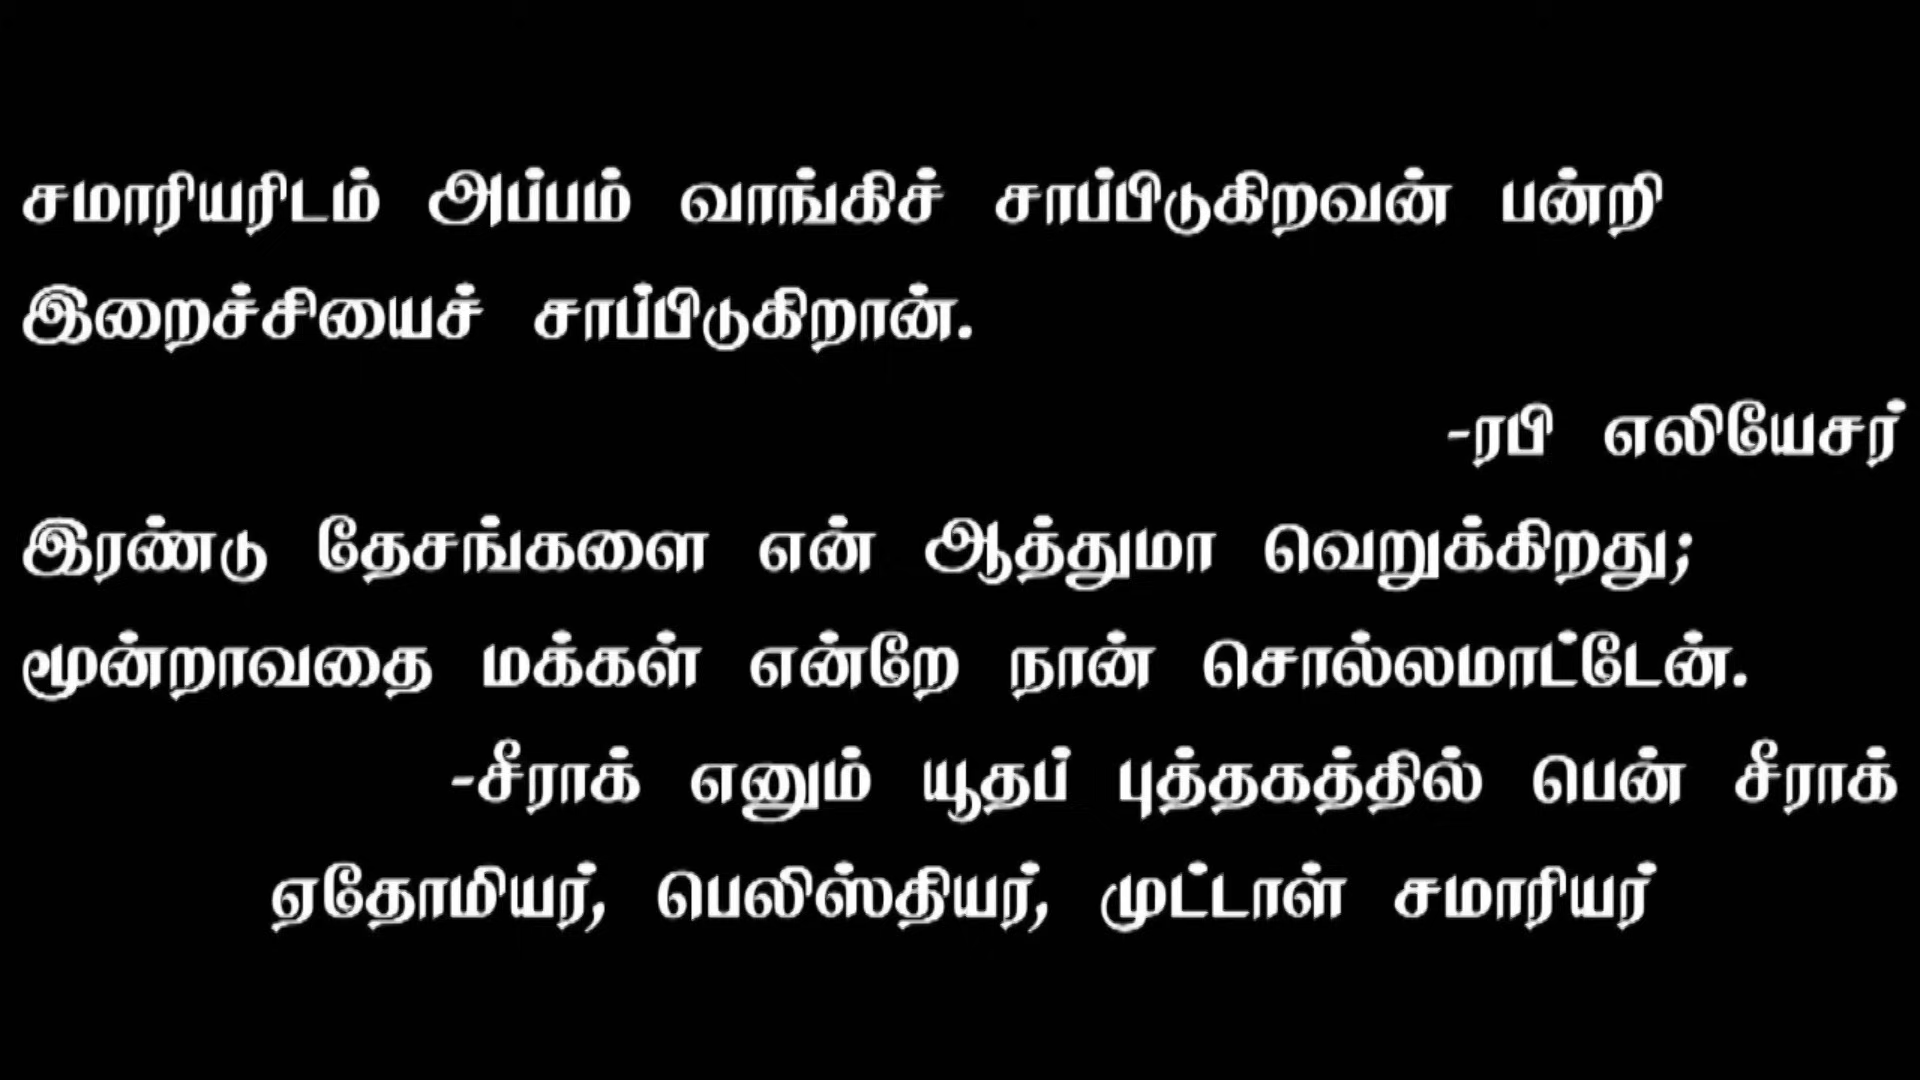 சமாரியரிடம் அப்பம் வாங்கிச் சாப்பிடுகிறவன் பன்றி
இறைச்சியைச் சாப்பிடுகிறான்.
-ரபி எலியேசர்
இரண்டு தேசங்களை என் ஆத்துமா வெறுக்கிறது;
மூன்றாவதை மக்கள் என்றே நான் சொல்லமாட்டேன்.
-சீராக் எனும் யூதப் புத்தகத்தில் பென் சீராக்
ஏதோமியர், பெலிஸ்தியர், முட்டாள் சமாரியர்